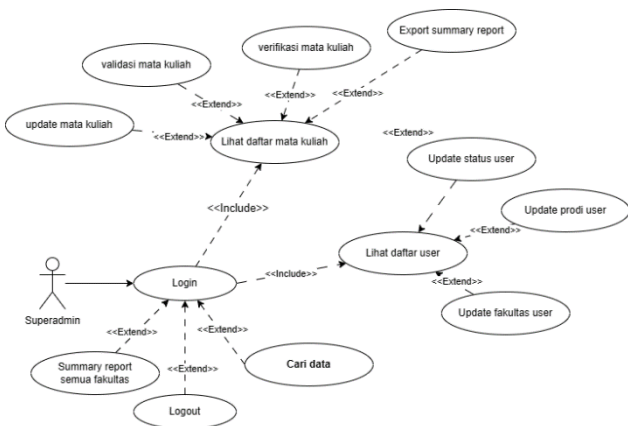 Export summary report
verifikasi mata kuliah
validasi mata kuliah
<<Extend>>
<<Extend>>
<<Extend>>
update mata kuliah
<<Extend>>
Lihat daftar mata kuliah
<<Extend>>
Update status user
<<Include>>
Update prodi user
<<Extend>>
Lihat daftar user
<<Include>>
Login
<<Extend>>
Update fakultas user
Superadmin
<<Extend>>
<<Extend>>
Summary report
semua fakultas
<<Extend>>
Cari data
Logout